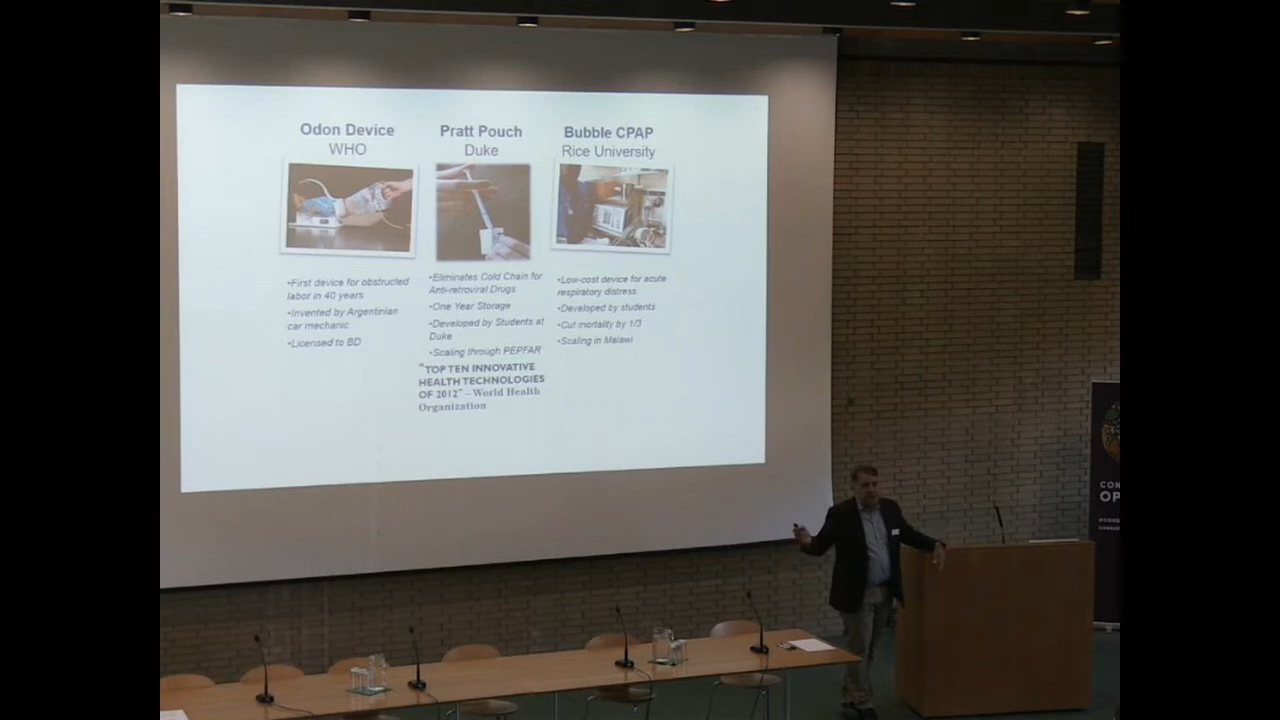 Odon Device
WHO
•First device for obstructed
labor in 40 years
•Invented by Argentinian
car mechanic
•Licensed to BD
Pratt Pouch
Duke
•Eliminates Cold Chain for
Anti-retroviral Drugs
•One Year Storage
•Developed by Students at
Duke
•Scaling through PEPFAR
"TOP TEN INNOVATIVE
HEALTH TECHNOLOGIES
OF 2012" – World Health
Organization
Bubble CPAP
Rice University
•Low-cost device for acute
respiratory distress
•Developed by students
•Cut mortality by 1/3
•Scaling in Malawi
CON
OP